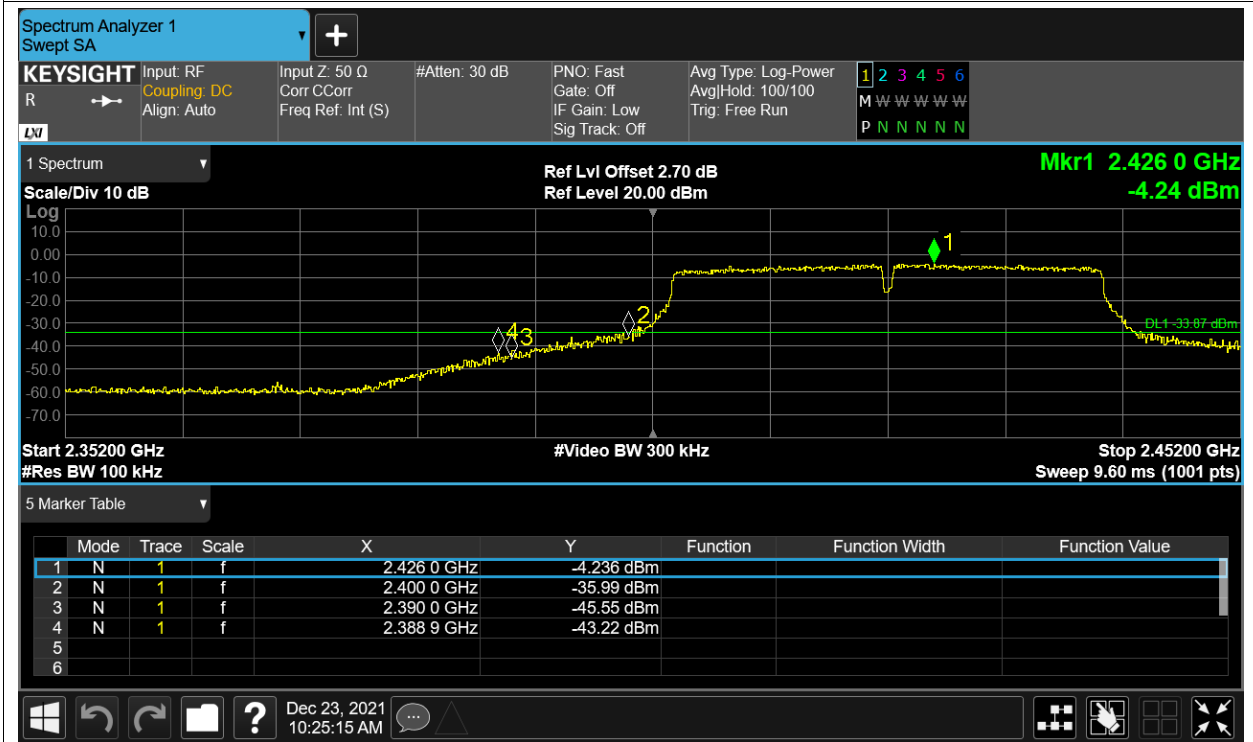 Spectrum Analyzer 1
Swept SA
+
KEYSIGHT
R
LXI
Input: RF
Coupling: DC
Align: Auto
Input Z: 50 Ω
Corr CCorr
Freq Ref: Int (S)
#Atten: 30 dB
PNO: Fast
Gate: Off
IF Gain: Low
Sig Track: Off
Avg Type: Log-Power
Avg|Hold: 100/100
Trig: Free Run
1 2 3 4 5 6
M W W W W W
P N N N N N
1 Spectrum
Scale/Div 10 dB
Ref Lvl Offset 2.70 dB
Ref Level 20.00 dBm
Mkr1 2.426 0 GHz
-4.24 dBm
Log
10.0
0.00
-10.0
-20.0
-30.0
-40.0
-50.0
-60.0
-70.0
1
2
4 3
DL1 -33.87 dBm
Start 2.35200 GHz
#Video BW 300 kHz
Stop 2.45200 GHz
#Res BW 100 kHz
Sweep 9.60 ms (1001 pts)
5 Marker Table
Mode Trace Scale X Y Function Function Width Function Value
1 N 1 f 2.426 0 GHz -4.236 dBm
2 N 1 f 2.400 0 GHz -35.99 dBm
3 N 1 f 2.390 0 GHz -45.55 dBm
4 N 1 f 2.388 9 GHz -43.22 dBm
5
6
?
Dec 23, 2021
10:25:15 AM